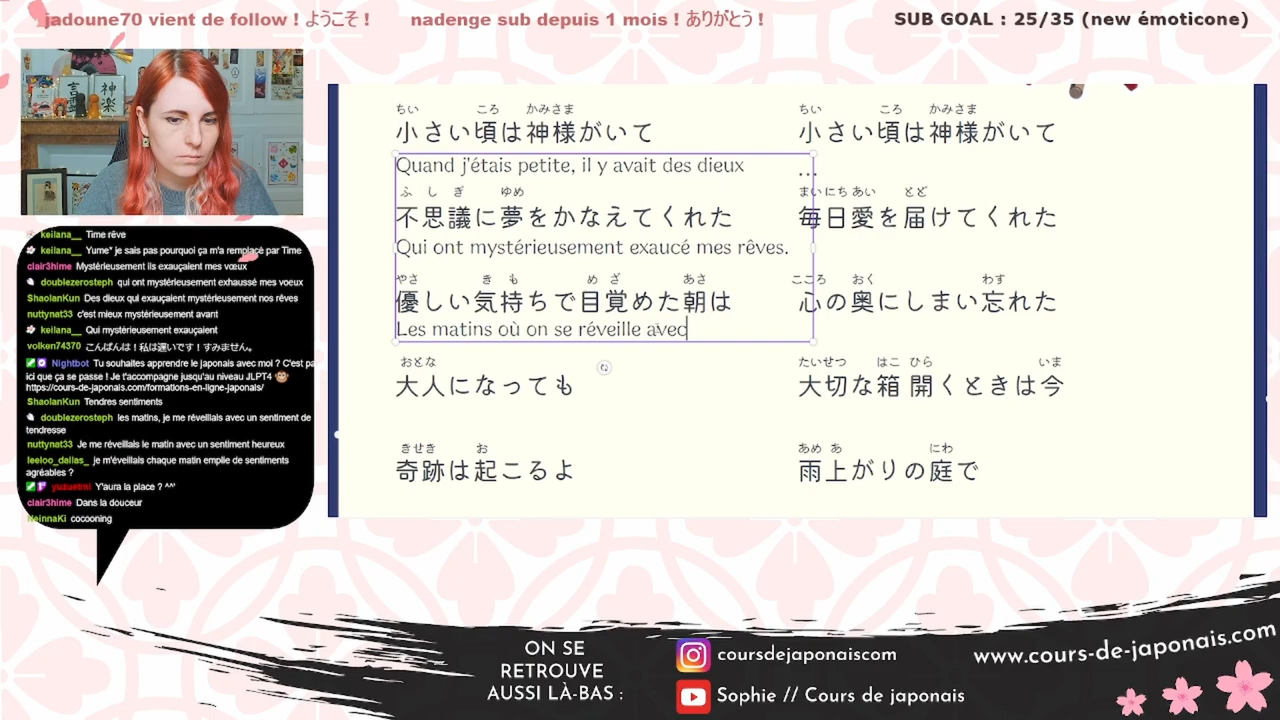 jadoune70 vient de follow ! ようこそ !
nadenge sub depuis 1 mois ! ありがとう !
SUB GOAL : 25/35 (new émoticone)
言語
神楽
keilana__ Time rêve
keilana__ Yume* je sais pourquoi ça m'a remplacé par Time
clair3hime Mystérieusement ils exauçaient mes vœux
doublezerosteph qui ont mystérieusement exhaussé mes voeux
ShaolanKun Des dieux qui exauçaient mystérieusement nos rêves
nuttynat33 c'est mieux mystérieusement avant
keilana__ Qui mystérieusement exauçaient
volken74370 こんばんは！私は遅いです！すみません。
Nightbot Tu souhaites apprendre le japonais avec moi ? C'est pa
ici que ça se passe ! Je t'accompagne jusqu'au niveau JLPT4
https://cours-de-japonais.com/formations-en-ligne-japonais/
ShaolanKun Tendres sentiments
doublezerosteph les matins, je me réveillais avec un sentiment de
tendresse
nuttynat33 Je me réveillais le matin avec un sentiment heureux
leeloo_dallas_ je m'éveillais chaque matin emplie de sentiments
agréables ?
yuzuetmi Y'aura la place ? ^^'
clair3hime Dans la douceur
NeinnaKi cocooning
ちい ころ かみさま
小さい頃は神様がいて
Quand j'étais petite, il y avait des dieux
ふ し ぎ ゆめ
不思議に夢をかなえてくれた
Qui ont mystérieusement exaucé mes rêves.
やさ き も め ざ あさ
優しい気持ちで目覚めた朝は
Les matins où on se réveille avec
おとな
大人になっても
きせき お
奇跡は起こるよ
ちい ころ かみさま
小さい頃は神様がいて
...
まいにち あい とど
毎日愛を届けてくれた
こころ おく わす
心の奥にしまい忘れた
たいせつ はこ ひら いま
大切な箱 開くときは今
あめ あ にわ
雨上がりの庭で
ON SE
RETROUVE
AUSSI LÀ-BAS :
coursdejaponaiscom
Sophie // Cours de japonais
www.cours-de-japonais.com